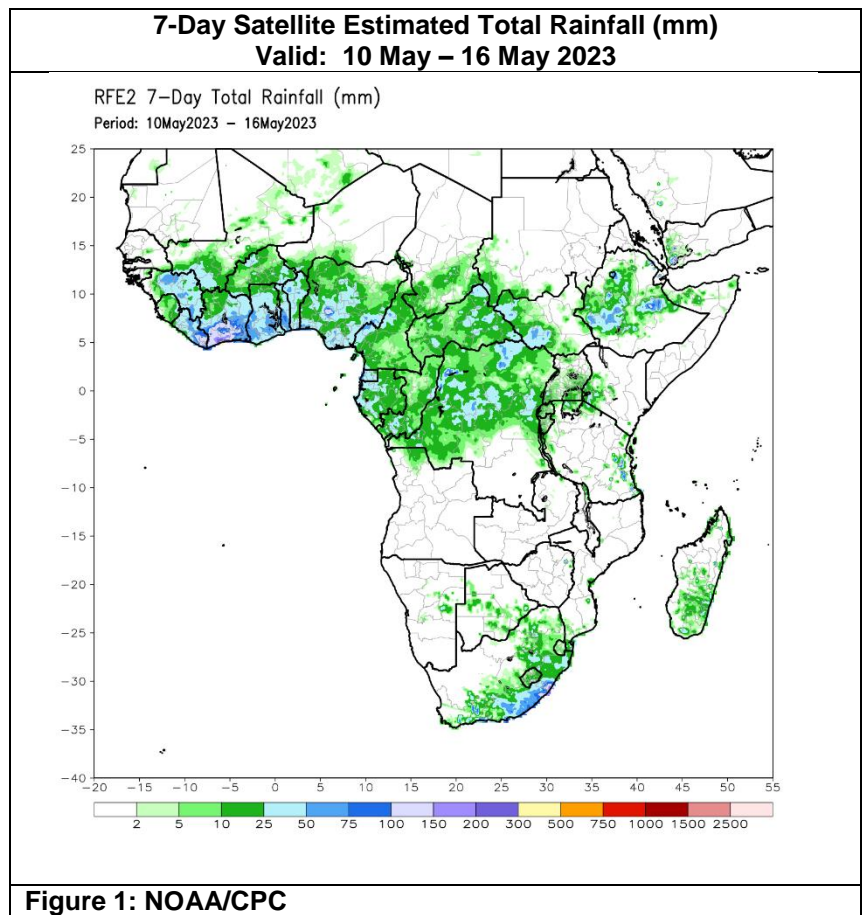 7-Day Satellite Estimated Total Rainfall (mm)
Valid:  10 May – 16 May 2023
RFE2 7-Day Total Rainfall (mm)
Period: 10May2023 – 16May2023
25
20
15
10
5
0
−5
−10
−15
−20
−25
−30
−35
−40
−20 −15 −10 −5 0 5 10 15 20 25 30 35 40 45 50 55
2 5 10 25 50 75 100 150 200 300 500 750 1000 1500 2500
Figure 1: NOAA/CPC